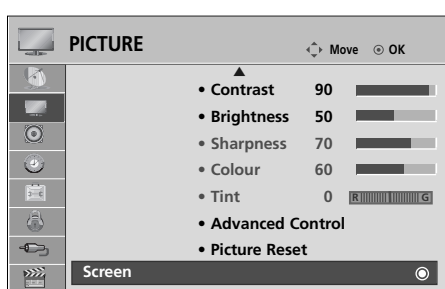 PICTURE Move OK
• Contrast 90
• Brightness 50
• Sharpness 70
• Colour 60
• Tint 0 R G
• Advanced Control
• Picture Reset
Screen